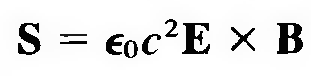 S = ϵ₀c²E × B